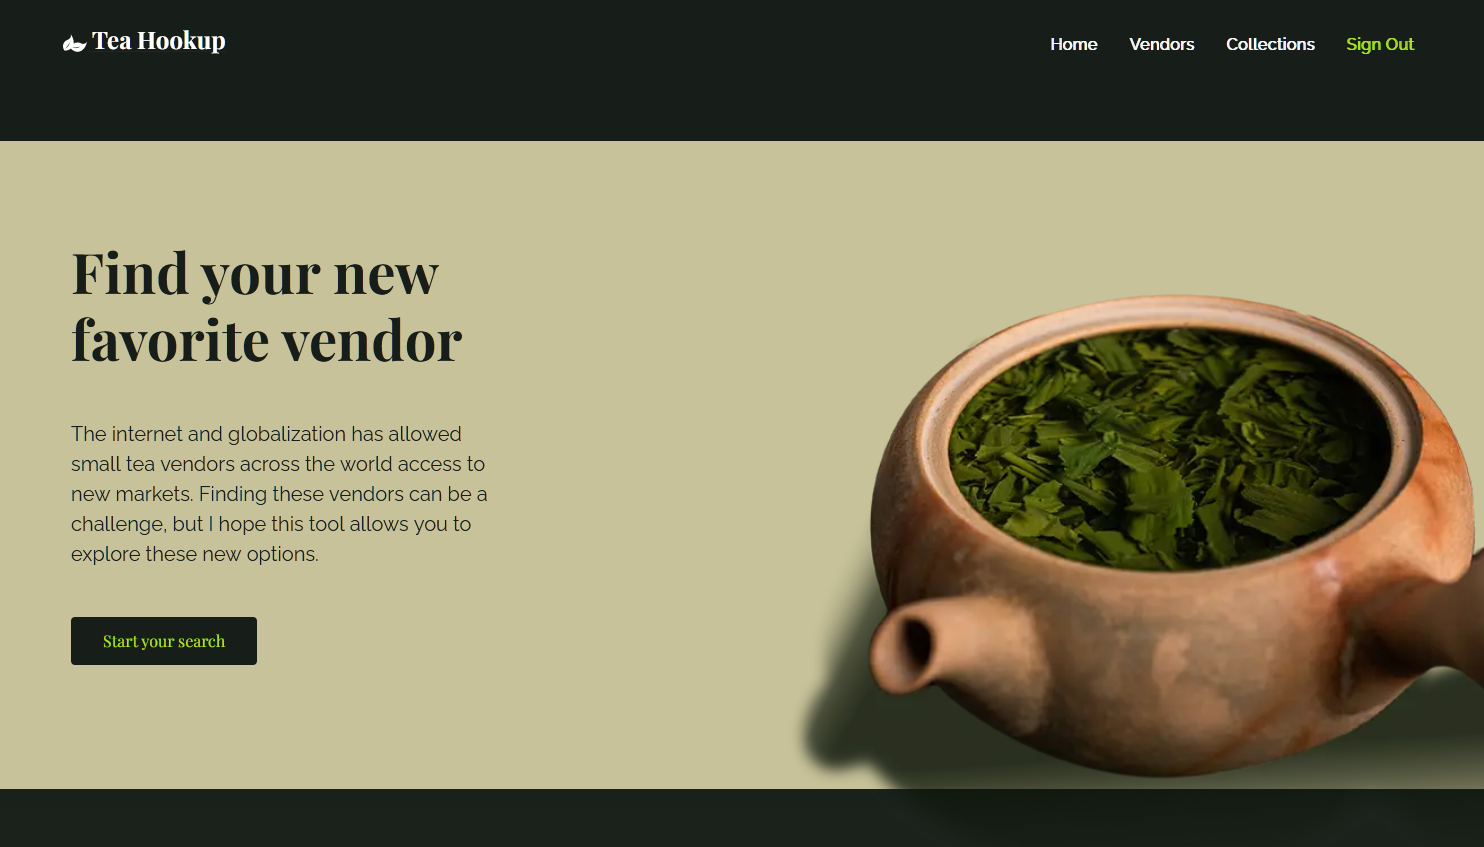 Tea Hookup
Home Vendors Collections Sign Out
Find your new
favorite vendor
The internet and globalization has allowed
small tea vendors across the world access to
new markets. Finding these vendors can be a
challenge, but I hope this tool allows you to
explore these new options.
Start your search